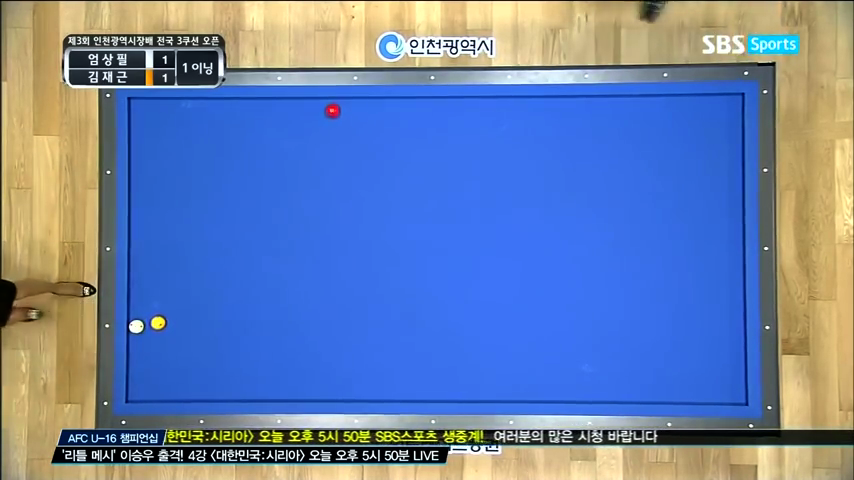 제3회 인천광역시장배 전국 3쿠션 오픈
엄상필 1
김재근 1
1 이닝
인천광역시
SBS Sports
AFC U-16 챔피언십
한민국:시리아> 오늘 오후 5시 50분 SBS스포츠 생중계! 여러분의 많은 시청 바랍니다
'리틀 메시' 이승우 출격! 4강 <대한민국:시리아> 오늘 오후 5시 50분 LIVE